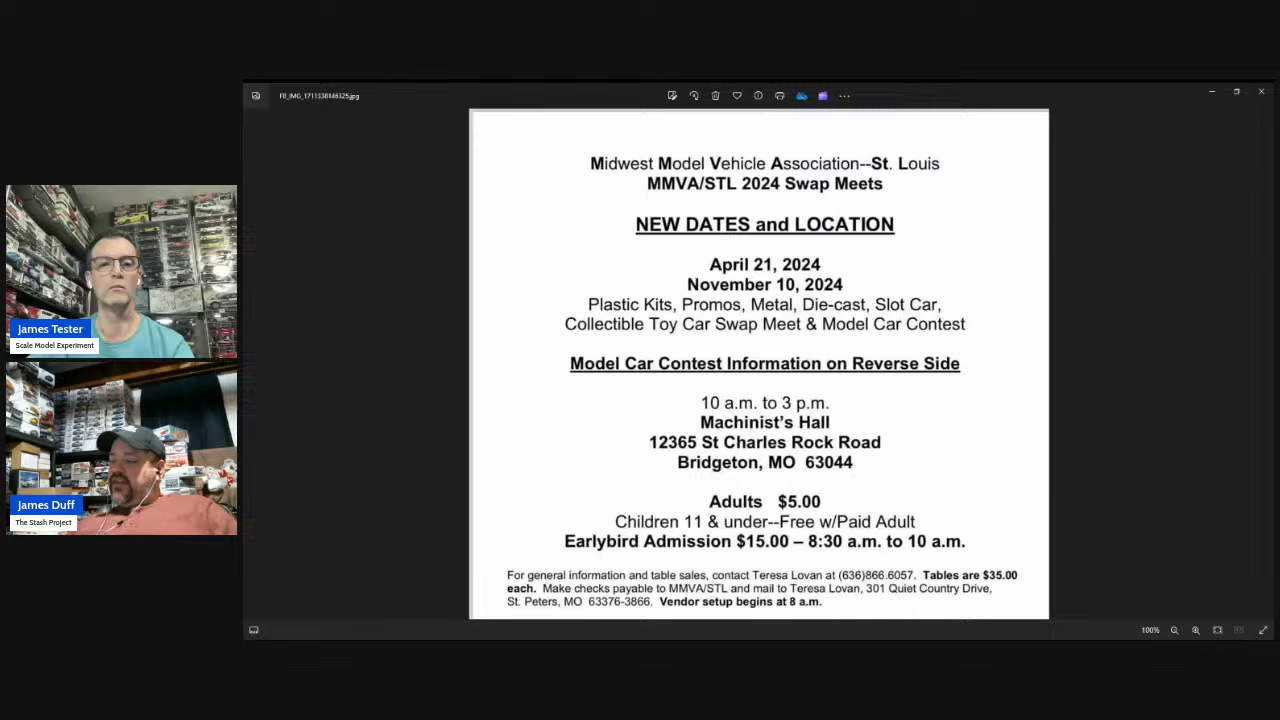 FB_IMG_1711338146325.jpg
Midwest Model Vehicle Association--St. Louis
MMVA/STL 2024 Swap Meets
NEW DATES and LOCATION
April 21, 2024
November 10, 2024
Plastic Kits, Promos, Metal, Die-cast, Slot Car,
Collectible Toy Car Swap Meet & Model Car Contest
Model Car Contest Information on Reverse Side
10 a.m. to 3 p.m.
Machinist's Hall
12365 St Charles Rock Road
Bridgeton, MO 63044
Adults $5.00
Children 11 & under--Free w/Paid Adult
Earlybird Admission $15.00 – 8:30 a.m. to 10 a.m.
For general information and table sales, contact Teresa Lovan at (636)866.6057. Tables are $35.00
each. Make checks payable to MMVA/STL and mail to Teresa Lovan, 301 Quiet Country Drive,
St. Peters, MO 63376-3866. Vendor setup begins at 8 a.m.
100%
James Tester
Scale Model Experiment
James Duff
The Stash Project